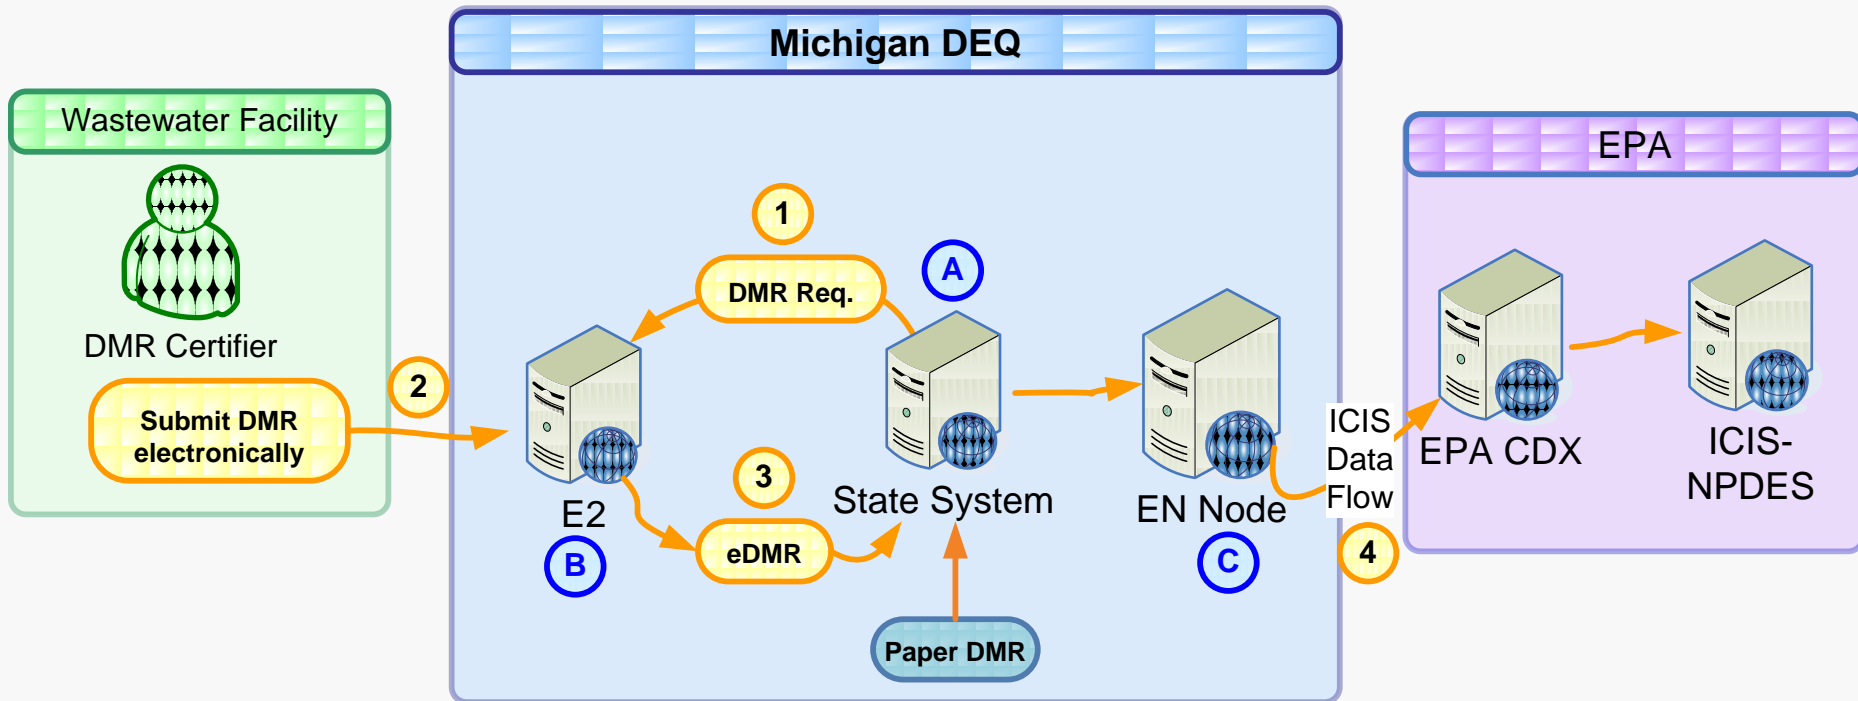 Michigan DEQ
Wastewater Facility
DMR Certifier
2
Submit DMR
electronically
1
DMR Req.
A
E2
B
3
eDMR
State System
Paper DMR
EN Node
C
ICIS
Data
Flow
4
EPA
EPA CDX
ICIS-
NPDES